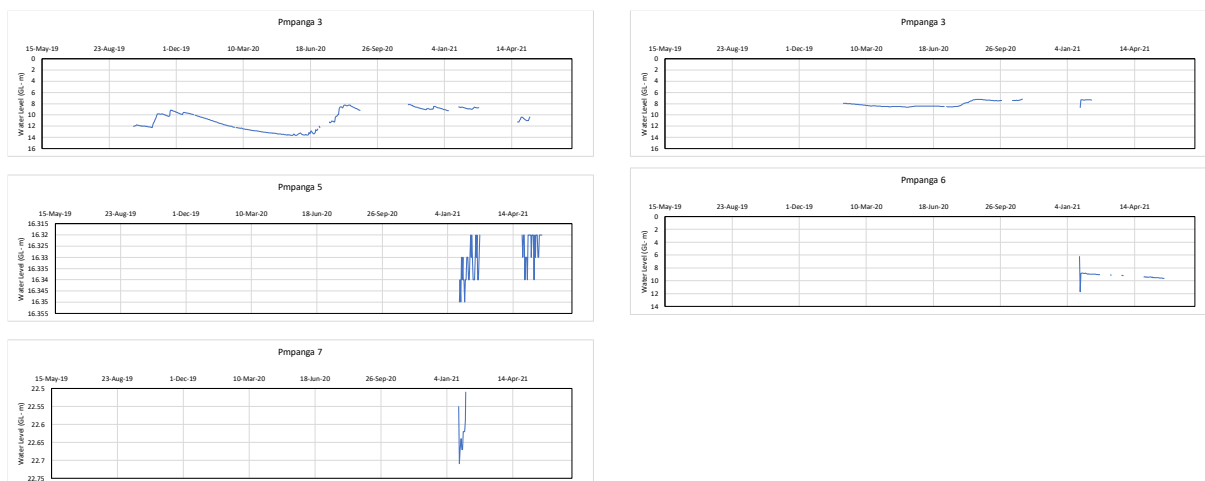 Pmpanga 3
15-May-19 23-Aug-19 1-Dec-19 10-Mar-20 18-Jun-20 26-Sep-20 4-Jan-21 14-Apr-21
Water Level (GL - m)
0
2
4
6
8
10
12
14
16
Pmpanga 3
15-May-19 23-Aug-19 1-Dec-19 10-Mar-20 18-Jun-20 26-Sep-20 4-Jan-21 14-Apr-21
Water Level (GL - m)
0
2
4
6
8
10
12
14
16
Pmpanga 5
15-May-19 23-Aug-19 1-Dec-19 10-Mar-20 18-Jun-20 26-Sep-20 4-Jan-21 14-Apr-21
Water Level (GL - m)
16.315
16.32
16.325
16.33
16.335
16.34
16.345
16.35
16.355
Pmpanga 6
15-May-19 23-Aug-19 1-Dec-19 10-Mar-20 18-Jun-20 26-Sep-20 4-Jan-21 14-Apr-21
Water Level (GL - m)
0
2
4
6
8
10
12
14
Pmpanga 7
15-May-19 23-Aug-19 1-Dec-19 10-Mar-20 18-Jun-20 26-Sep-20 4-Jan-21 14-Apr-21
Water Level (GL - m)
22.5
22.55
22.6
22.65
22.7
22.75